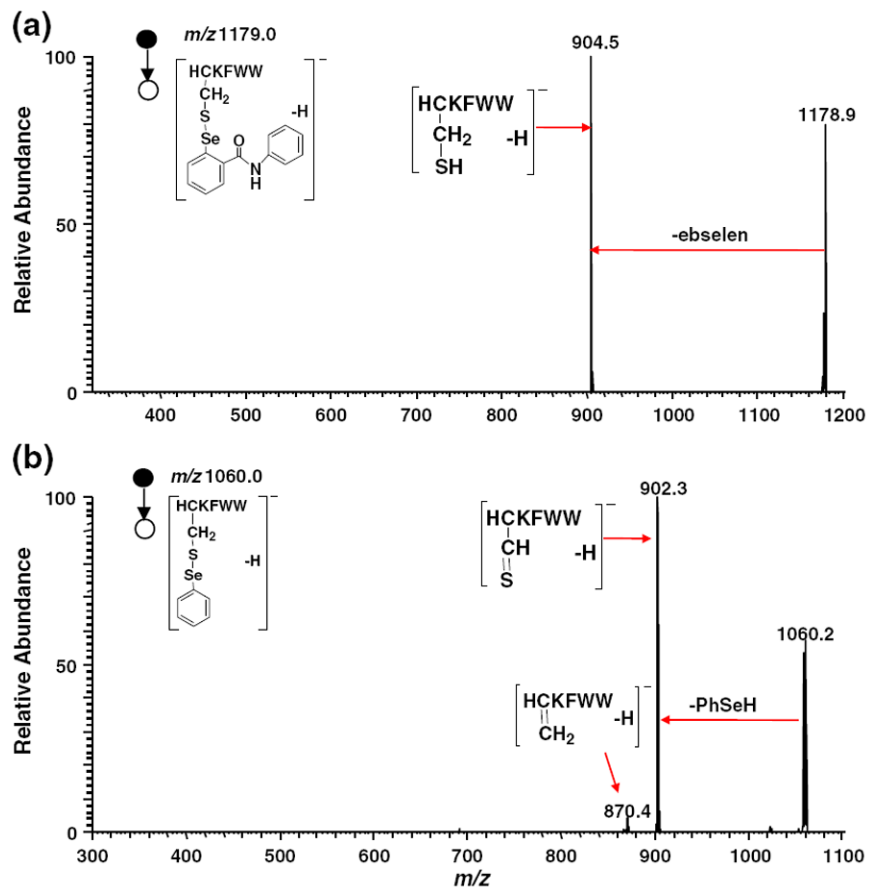 (a)
m/z 1179.0
HCKFWW
CH2
S
Se
O
N
H
-H
−
HCKFWW
CH2
SH
-H
−
904.5
1178.9
-ebselen
Relative Abundance
100
50
0
400 500 600 700 800 900 1000 1100 1200
(b)
m/z 1060.0
HCKFWW
CH2
S
Se
-H
−
HCKFWW
CH
S
-H
−
902.3
1060.2
-PhSeH
HCKFWW
CH2
-H
−
870.4
Relative Abundance
100
50
0
300 400 500 600 700 800 900 1000 1100
m/z